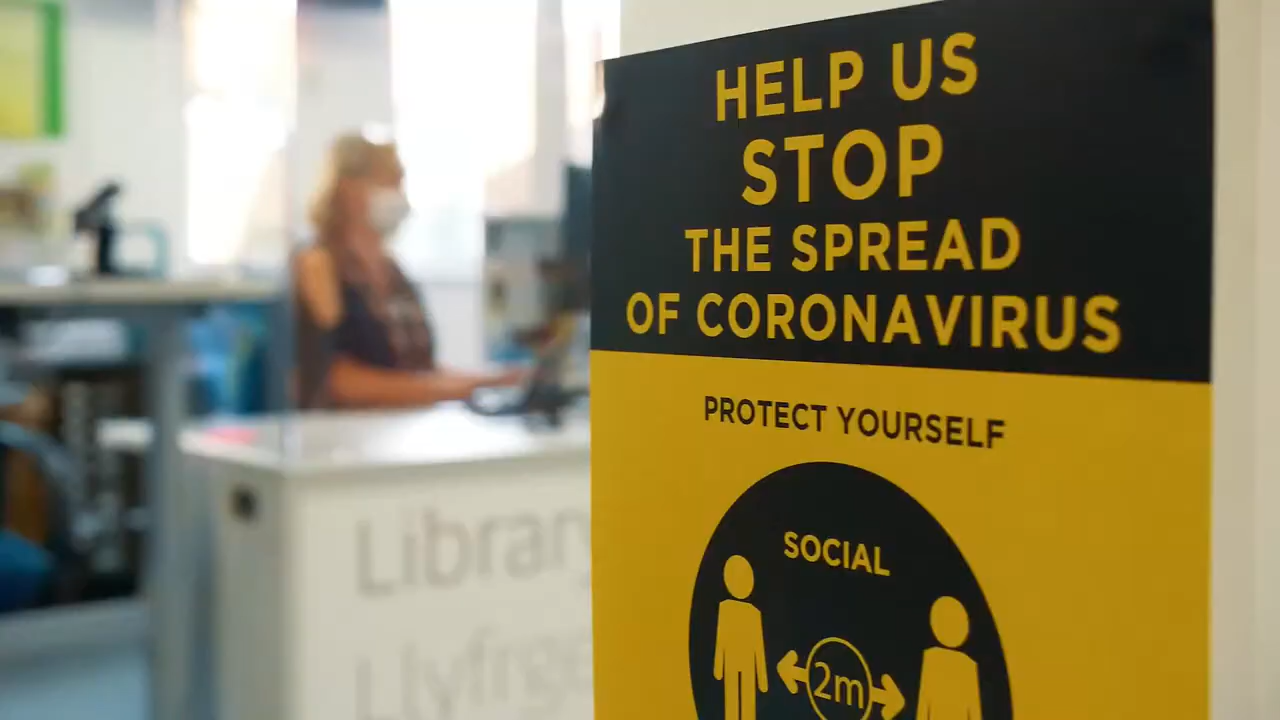 HELP US
STOP
THE SPREAD
OF CORONAVIRUS
PROTECT YOURSELF
SOCIAL
2m
Library